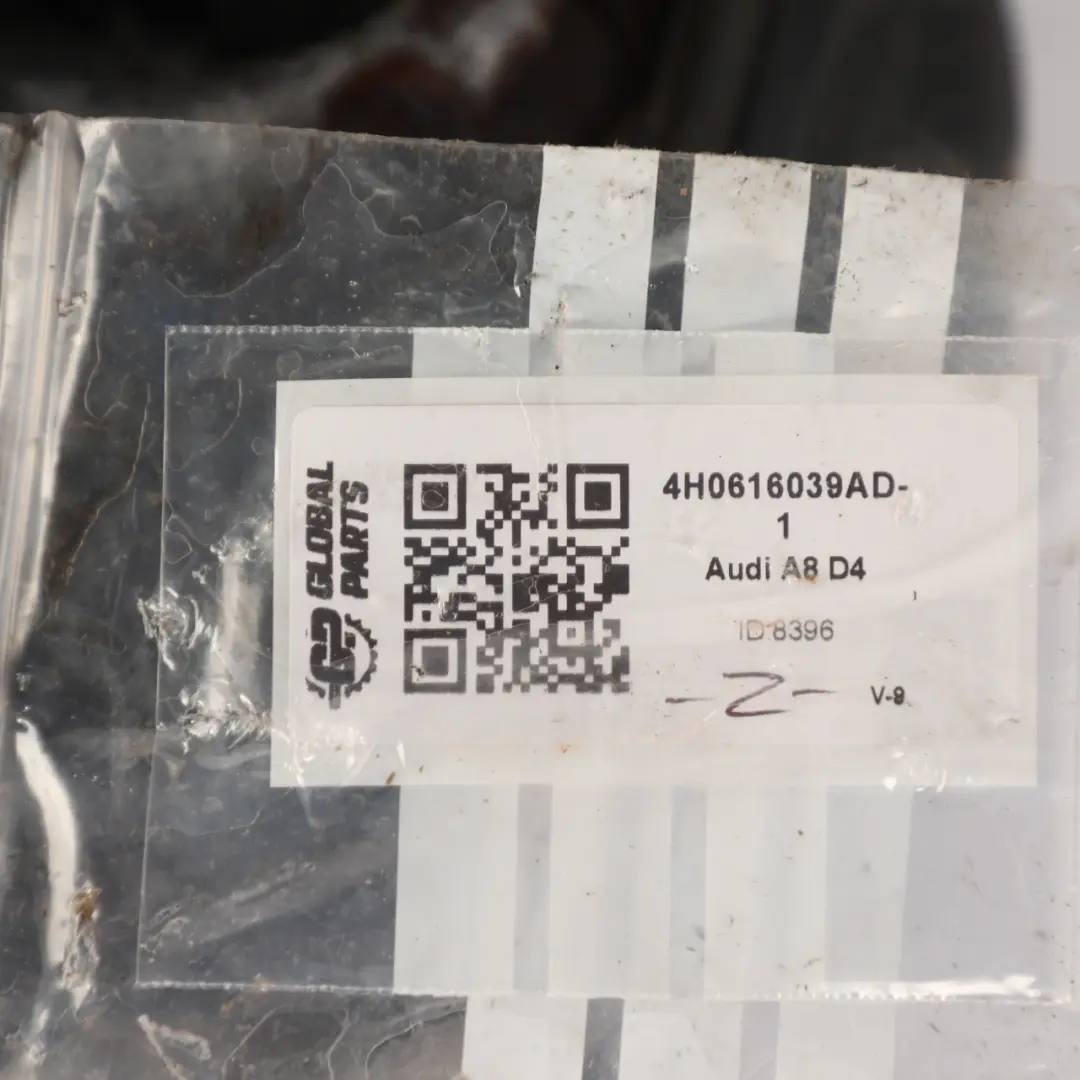 GLOBAL
PARTS
4H0616039AD-
1
Audi A8 D4
ID:8396
-Z-
V-9